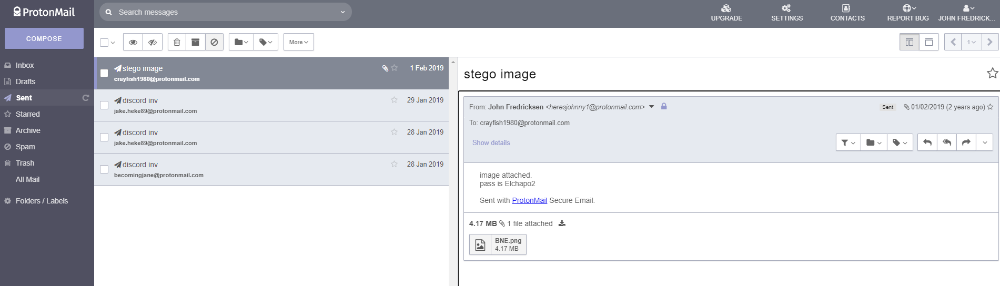 ProtonMail
Search messages
UPGRADE
SETTINGS
CONTACTS
REPORT BUG
JOHN FREDRICK...
COMPOSE
More
1
Inbox
Drafts
Sent
Starred
Archive
Spam
Trash
All Mail
Folders / Labels
stego image
1 Feb 2019
crayfish1980@protonmail.com
discord inv
29 Jan 2019
jake.heke89@protonmail.com
discord inv
28 Jan 2019
jake.heke89@protonmail.com
discord inv
28 Jan 2019
becomingjane@protonmail.com
stego image
From: John Fredricksen <heresjohnny1@protonmail.com>
Sent
01/02/2019 (2 years ago)
To: crayfish1980@protonmail.com
Show details
image attached.
pass is Elchapo2
Sent with ProtonMail Secure Email.
4.17 MB 1 file attached
BNE.png
4.17 MB